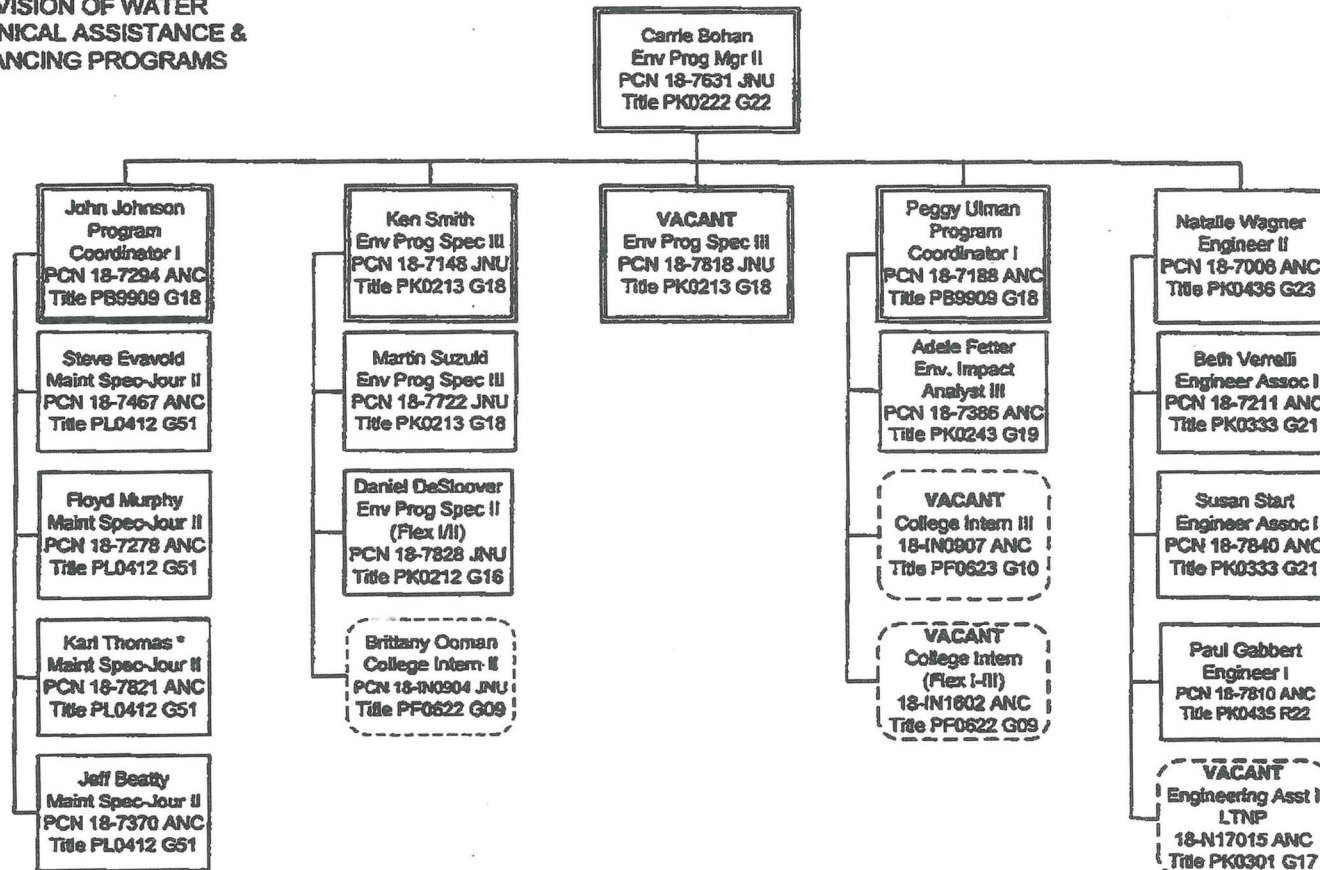 VISION OF WATER
NICAL ASSISTANCE &
ANCING PROGRAMS
Carrie Bohan
Env Prog Mgr II
PCN 18-7631 JNU
Title PK0222 G22
John Johnson
Program
Coordinator I
PCN 18-7294 ANC
Title PB9909 G18
Steve Evavold
Maint Spec-Jour II
PCN 18-7467 ANC
Title PL0412 G51
Floyd Murphy
Maint Spec-Jour II
PCN 18-7278 ANC
Title PL0412 G51
Karl Thomas *
Maint Spec-Jour II
PCN 18-7821 ANC
Title PL0412 G51
Jeff Beatty
Maint Spec-Jour II
PCN 18-7370 ANC
Title PL0412 G51
Ken Smith
Env Prog Spec III
PCN 18-7148 JNU
Title PK0213 G18
Martin Suzuki
Env Prog Spec III
PCN 18-7722 JNU
Title PK0213 G18
Daniel DeSloover
Env Prog Spec II
(Flex I/II)
PCN 18-7828 JNU
Title PK0212 G16
Brittany Ooman
College Intern II
PCN 18-IN0904 JNU
Title PF0622 G09
VACANT
Env Prog Spec III
PCN 18-7818 JNU
Title PK0213 G18
Peggy Ulman
Program
Coordinator I
PCN 18-7188 ANC
Title PB9909 G18
Adele Fetter
Env. Impact
Analyst III
PCN 18-7386 ANC
Title PK0243 G19
VACANT
College Intern III
18-IN0907 ANC
Title PF0623 G10
VACANT
College Intern
(Flex I-III)
18-IN1602 ANC
Title PF0622 G09
Natalie Wagner
Engineer II
PCN 18-7006 ANC
Title PK0436 G23
Beth Verrelli
Engineer Assoc I
PCN 18-7211 ANC
Title PK0333 G21
Susan Start
Engineer Assoc I
PCN 18-7840 ANC
Title PK0333 G21
Paul Gabbert
Engineer I
PCN 18-7810 ANC
Title PK0435 R22
VACANT
Engineering Asst
LTNP
18-N17015 ANC
Title PK0301 G17